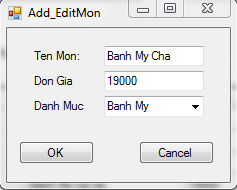 Add_EditMon
Ten Mon: Banh My Cha
Don Gia 19000
Danh Muc Banh My
OK Cancel